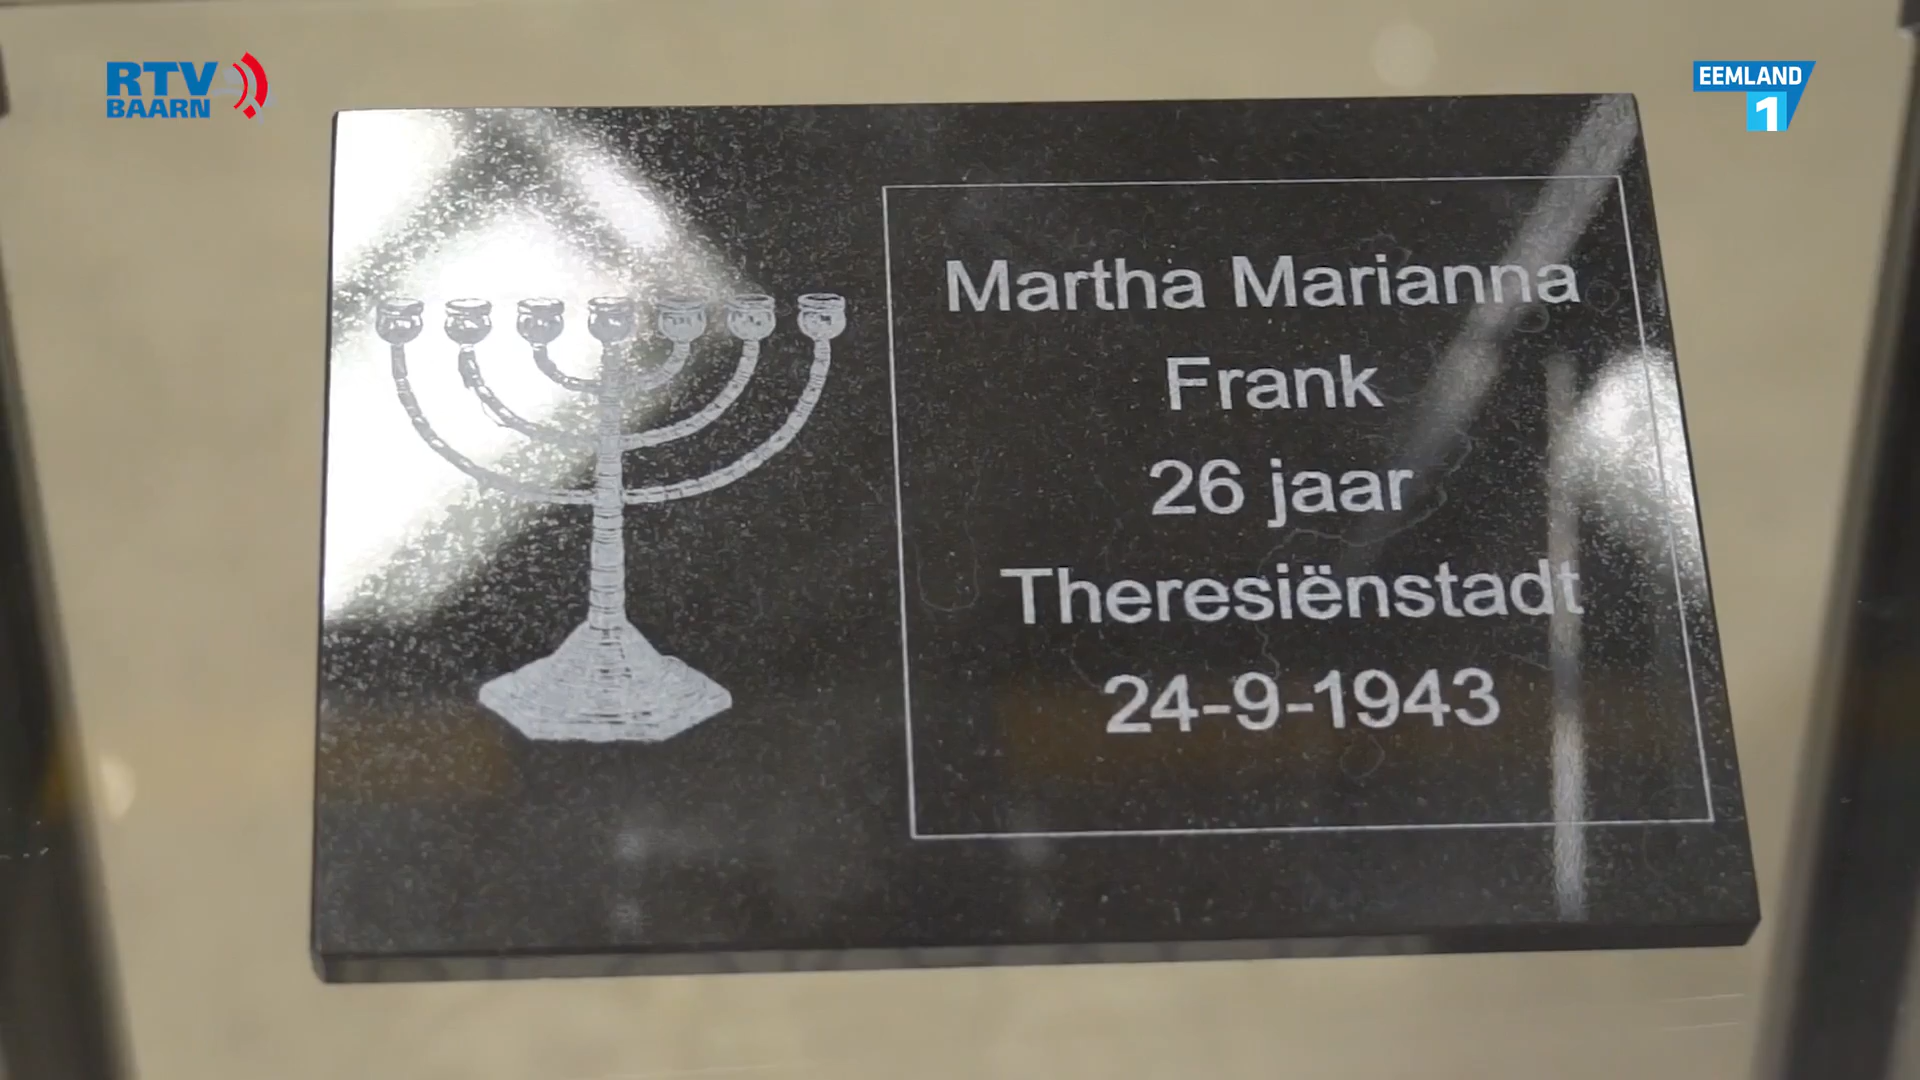 RTV
BAARN
EEMLAND
1
Martha Marianna
Frank
26 jaar
Theresiënstadt
24-9-1943